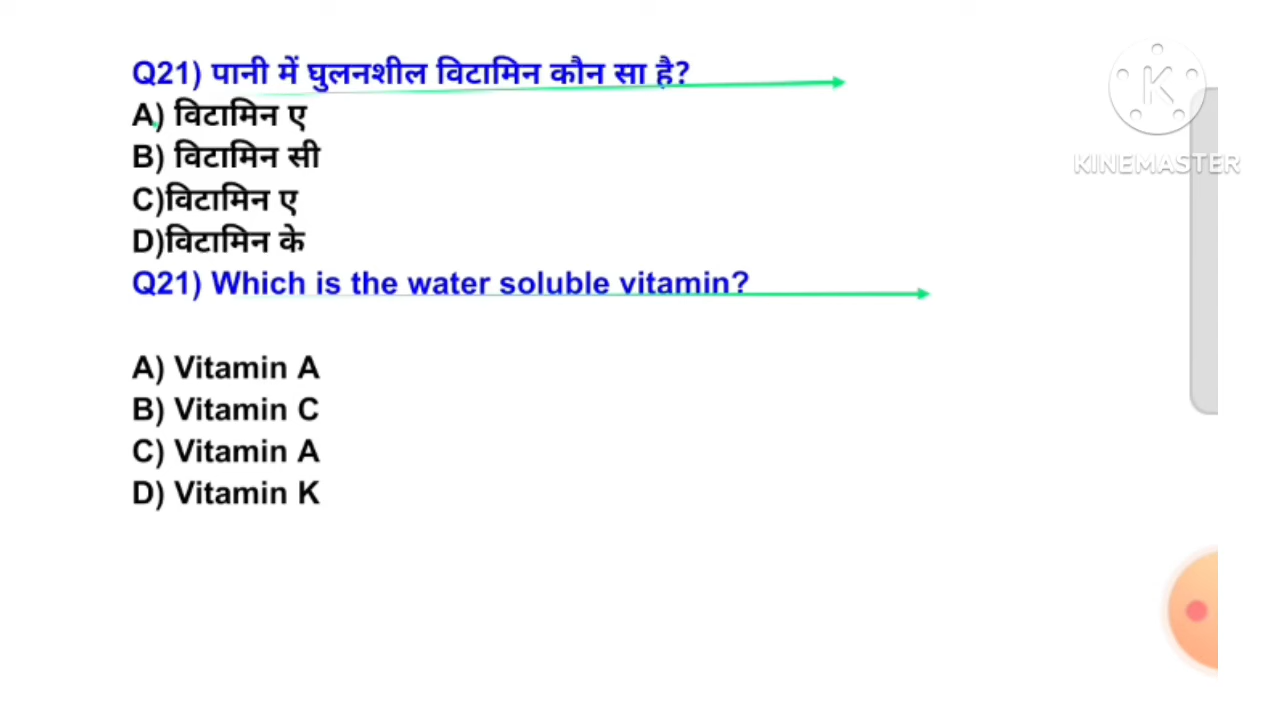 Q21) पानी में घुलनशील विटामिन कौन सा है?
A) विटामिन ए
B) विटामिन सी
C)विटामिन ए
D)विटामिन के
Q21) Which is the water soluble vitamin?
A) Vitamin A
B) Vitamin C
C) Vitamin A
D) Vitamin K
K
KINEMASTER